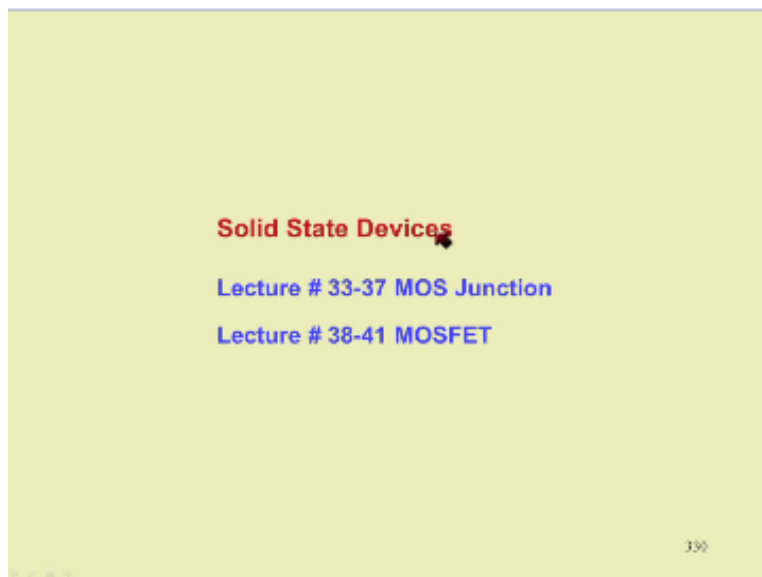 Solid State Devices
Lecture # 33-37 MOS Junction
Lecture # 38-41 MOSFET
330